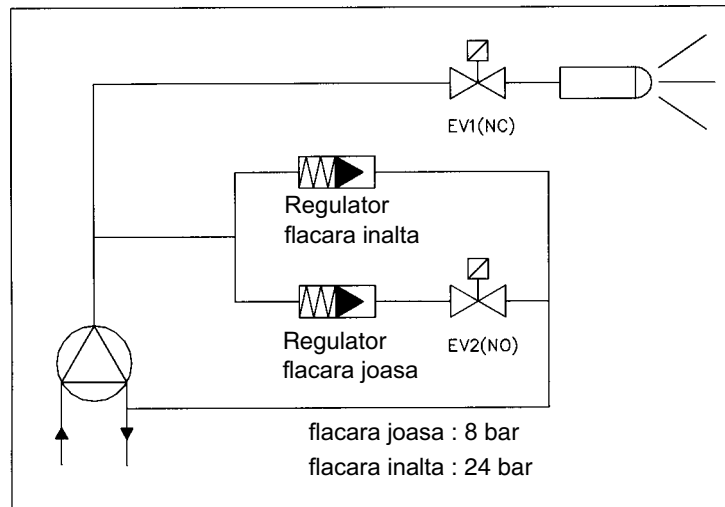 EV1(NC)
Regulator
flacara inalta
Regulator
flacara joasa
EV2(NO)
flacara joasa : 8 bar
flacara inalta : 24 bar